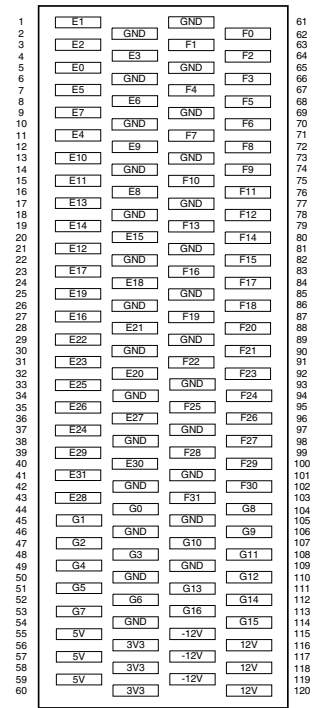 1 E1 GND 61
2 GND F0 62
3 E2 F1 63
4 E3 F2 64
5 E0 GND 65
6 GND F3 66
7 E5 F4 67
8 E6 F5 68
9 E7 GND 69
10 GND F6 70
11 E4 F7 71
12 E9 F8 72
13 E10 GND 73
14 GND F9 74
15 E11 F10 75
16 E8 F11 76
17 E13 GND 77
18 GND F12 78
19 E14 F13 79
20 E15 F14 80
21 E12 GND 81
22 GND F15 82
23 E17 F16 83
24 E18 F17 84
25 E19 GND 85
26 GND F18 86
27 E16 F19 87
28 E21 F20 88
29 E22 GND 89
30 GND F21 90
31 E23 F22 91
32 E20 F23 92
33 E25 GND 93
34 GND F24 94
35 E26 F25 95
36 E27 F26 96
37 E24 GND 97
38 GND F27 98
39 E29 F28 99
40 E30 F29 100
41 E31 GND 101
42 GND F30 102
43 E28 F31 103
44 G0 G8 104
45 G1 GND 105
46 GND G9 106
47 G2 G10 107
48 G3 G11 108
49 G4 GND 109
50 GND G12 110
51 G5 G13 111
52 G6 G14 112
53 G7 G16 113
54 GND G15 114
55 5V -12V 115
56 3V3 12V 116
57 5V -12V 117
58 3V3 12V 118
59 5V -12V 119
60 3V3 12V 120